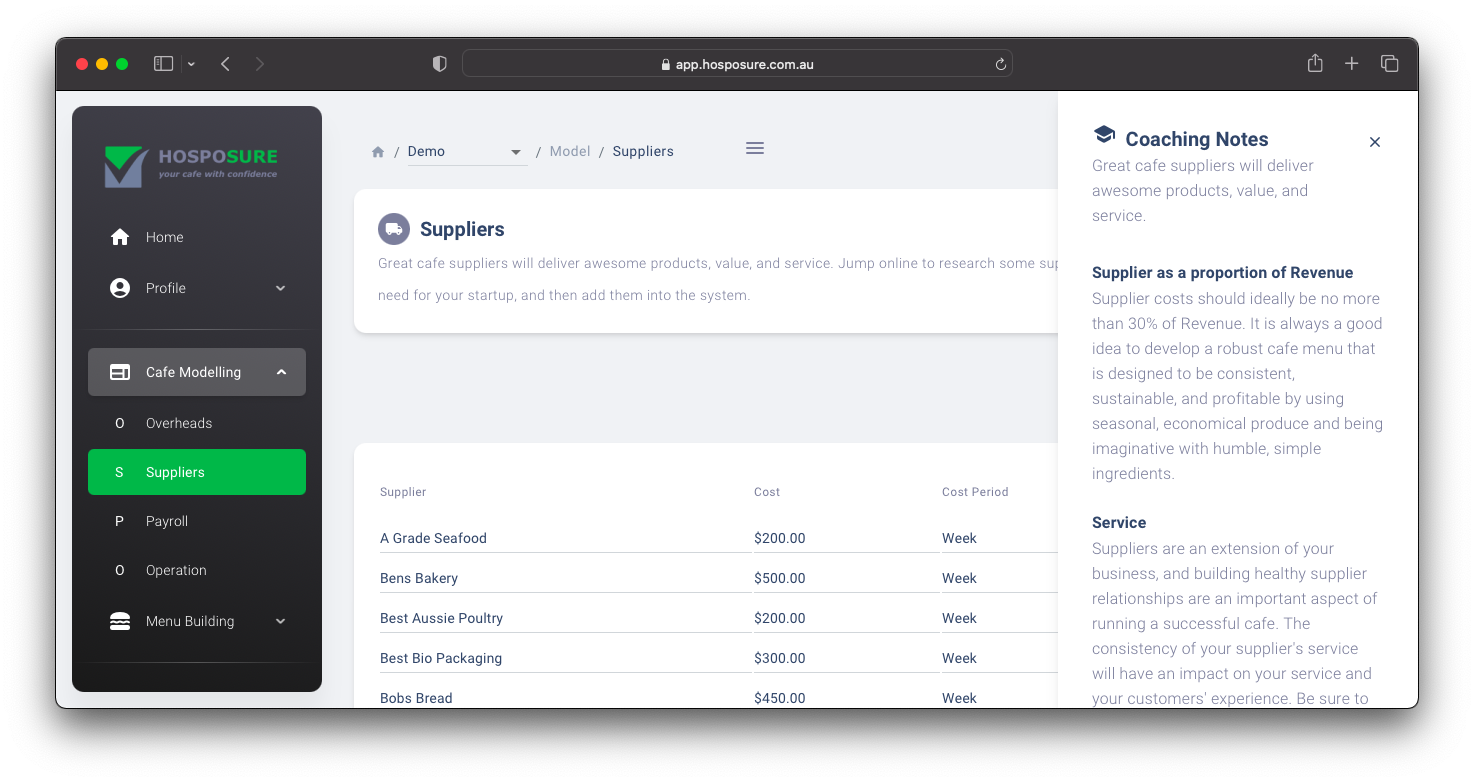 app.hosposure.com.au
HOSPOSURE
your cafe with confidence
Home
Profile
Cafe Modelling
O Overheads
S Suppliers
P Payroll
O Operation
Menu Building
/ Demo / Model / Suppliers
Suppliers
Great cafe suppliers will deliver awesome products, value, and service. Jump online to research some
need for your startup, and then add them into the system.
Supplier Cost Cost Period
A Grade Seafood $200.00 Week
Bens Bakery $500.00 Week
Best Aussie Poultry $200.00 Week
Best Bio Packaging $300.00 Week
Bobs Bread $450.00 Week
Coaching Notes
Great cafe suppliers will deliver
awesome products, value, and
service.
Supplier as a proportion of Revenue
Supplier costs should ideally be no more
than 30% of Revenue. It is always a good
idea to develop a robust cafe menu that
is designed to be consistent,
sustainable, and profitable by using
seasonal, economical produce and being
imaginative with humble, simple
ingredients.
Service
Suppliers are an extension of your
business, and building healthy supplier
relationships are an important aspect of
running a successful cafe. The
consistency of your supplier's service
will have an impact on your service and
your customers' experience. Be sure to